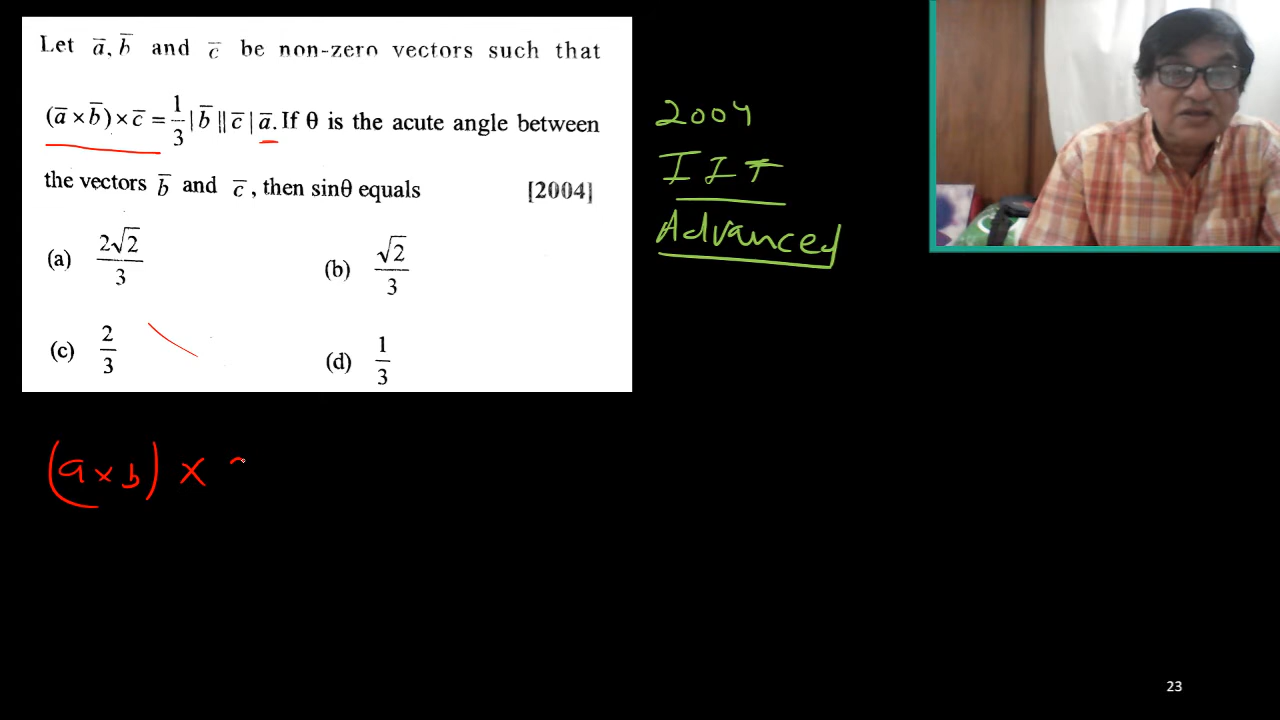 Let a̅, b̅ and c̅ be non-zero vectors such that
(a̅ × b̅) × c̅ = 1/3 | b̅ || c̅ | a̅. If θ is the acute angle between
the vectors b̅ and c̅, then sinθ equals [2004]
(a) 2√2/3 (b) √2/3
(c) 2/3 (d) 1/3
2004
IIT
Advanced
(a × b) ×
23